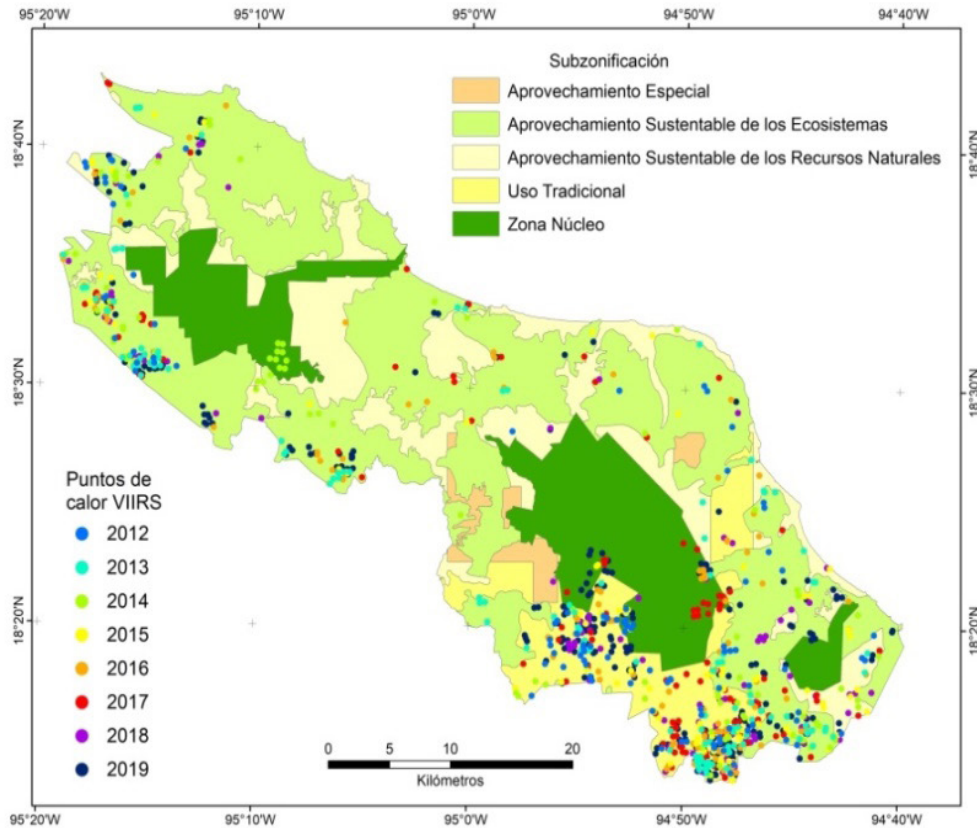 95°20'W 95°10'W 95°0'W 94°50'W 94°40'W
Subzonificación
Aprovechamiento Especial
Aprovechamiento Sustentable de los Ecosistemas
Aprovechamiento Sustentable de los Recursos Naturales
Uso Tradicional
Zona Núcleo
18°40'N 18°40'N
18°30'N 18°30'N
18°20'N 18°20'N
Puntos de
calor VIIRS
2012
2013
2014
2015
2016
2017
2018
2019
0 5 10 20
Kilómetros
95°20'W 95°10'W 95°0'W 94°50'W 94°40'W